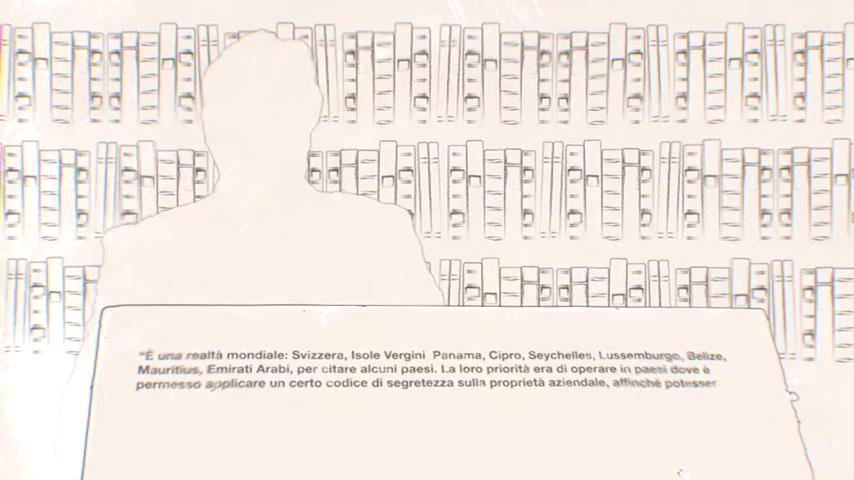 "È una realtà mondiale: Svizzera, Isole Vergini Panama, Cipro, Seychelles, Lussemburgo, Belize,
Mauritius, Emirati Arabi, per citare alcuni paesi. La loro priorità era di operare in paesi dove è
permesso applicare un certo codice di segretezza sulla proprietà aziendale, affinché potesser